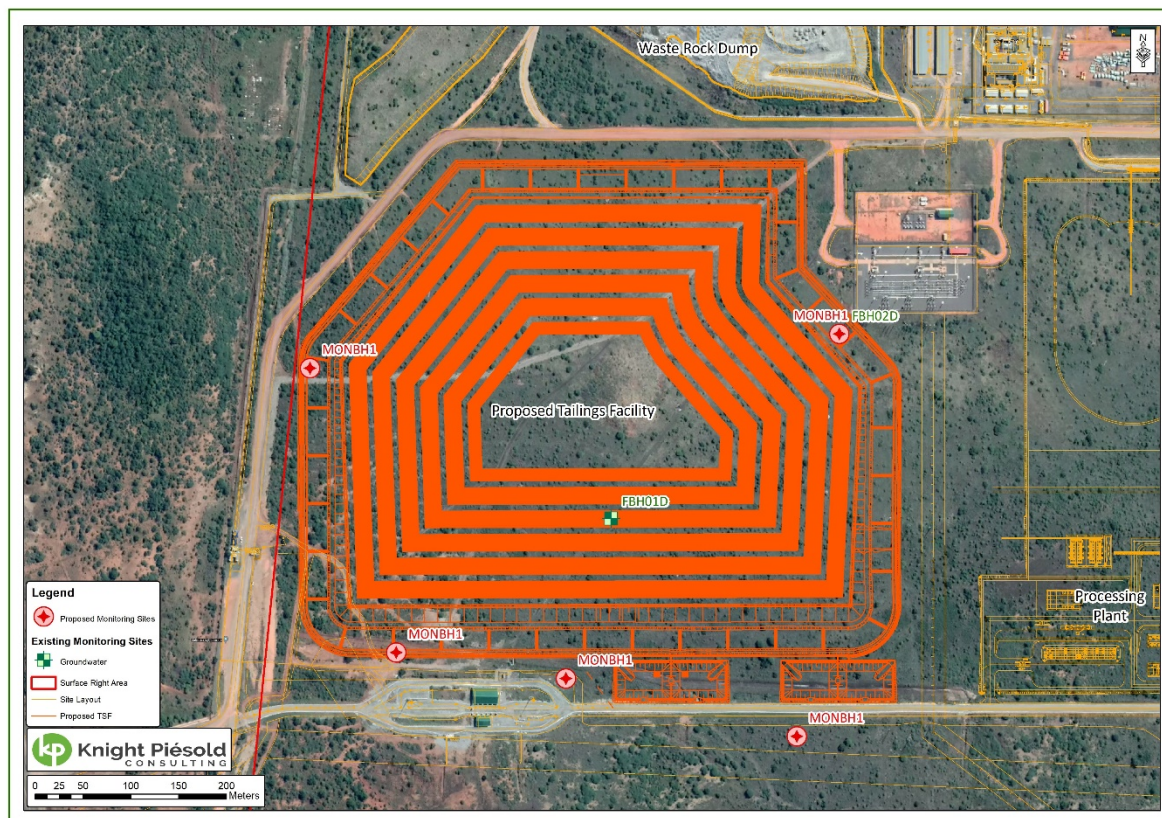 Waste Rock Dump
N
MONBH1 FBH02D
MONBH1
Proposed Tailings Facility
FBH01D
Processing
Plant
MONBH1
MONBH1
MONBH1
Legend
Proposed Monitoring Sites
Existing Monitoring Sites
Groundwater
Surface Right Area
Site Layout
Proposed TSF
kp Knight Piésold
CONSULTING
0 25 50 100 150 200
Meters